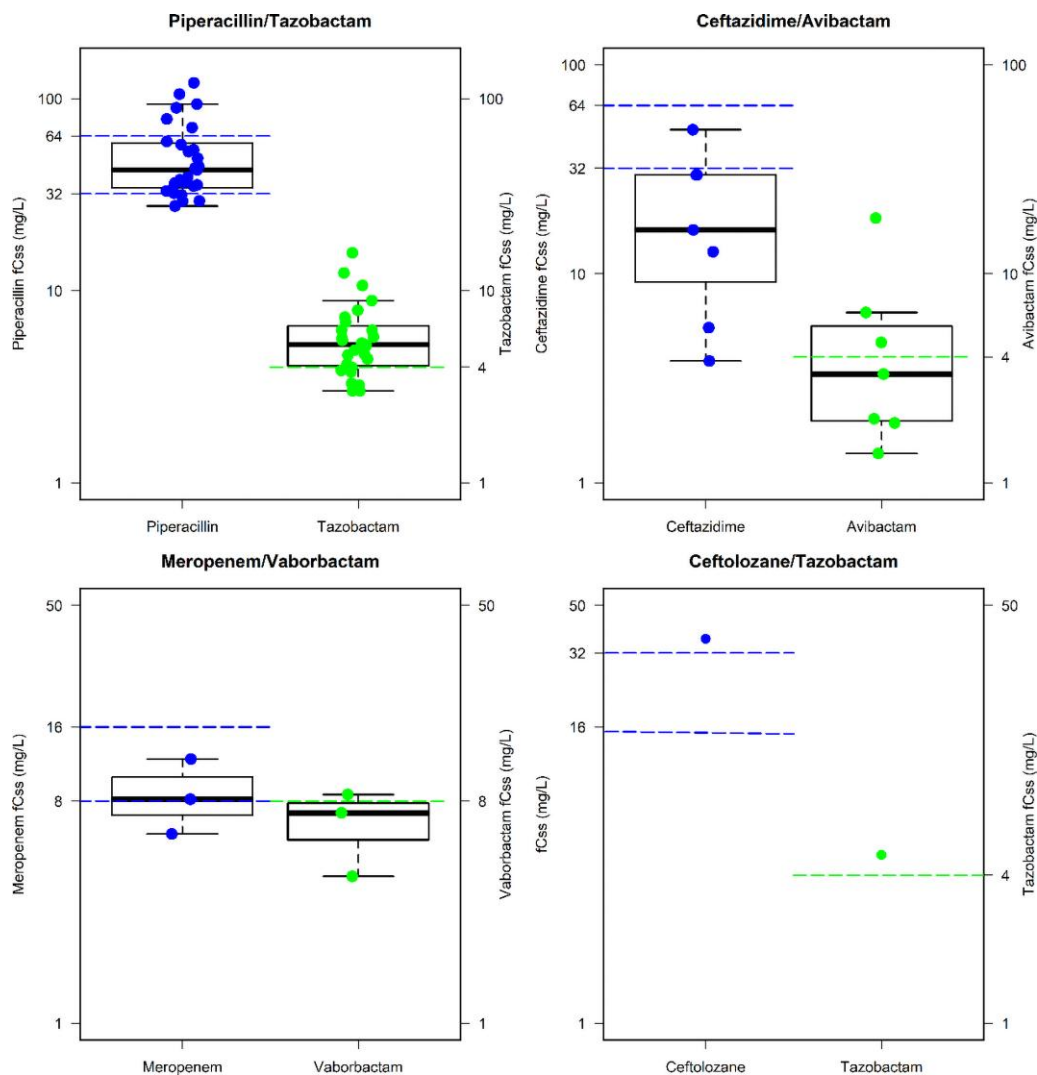 Piperacillin/Tazobactam
Piperacillin fCss (mg/L)
100
64
32
10
1
100
10
4
1
Tazobactam fCss (mg/L)
Piperacillin
Tazobactam
Ceftazidime/Avibactam
Ceftazidime fCss (mg/L)
100
64
32
10
1
100
10
4
1
Avibactam fCss (mg/L)
Ceftazidime
Avibactam
Meropenem/Vaborbactam
Meropenem fCss (mg/L)
50
16
8
1
50
8
1
Vaborbactam fCss (mg/L)
Meropenem
Vaborbactam
Ceftolozane/Tazobactam
fCss (mg/L)
50
32
16
1
50
4
1
Tazobactam fCss (mg/L)
Ceftolozane
Tazobactam